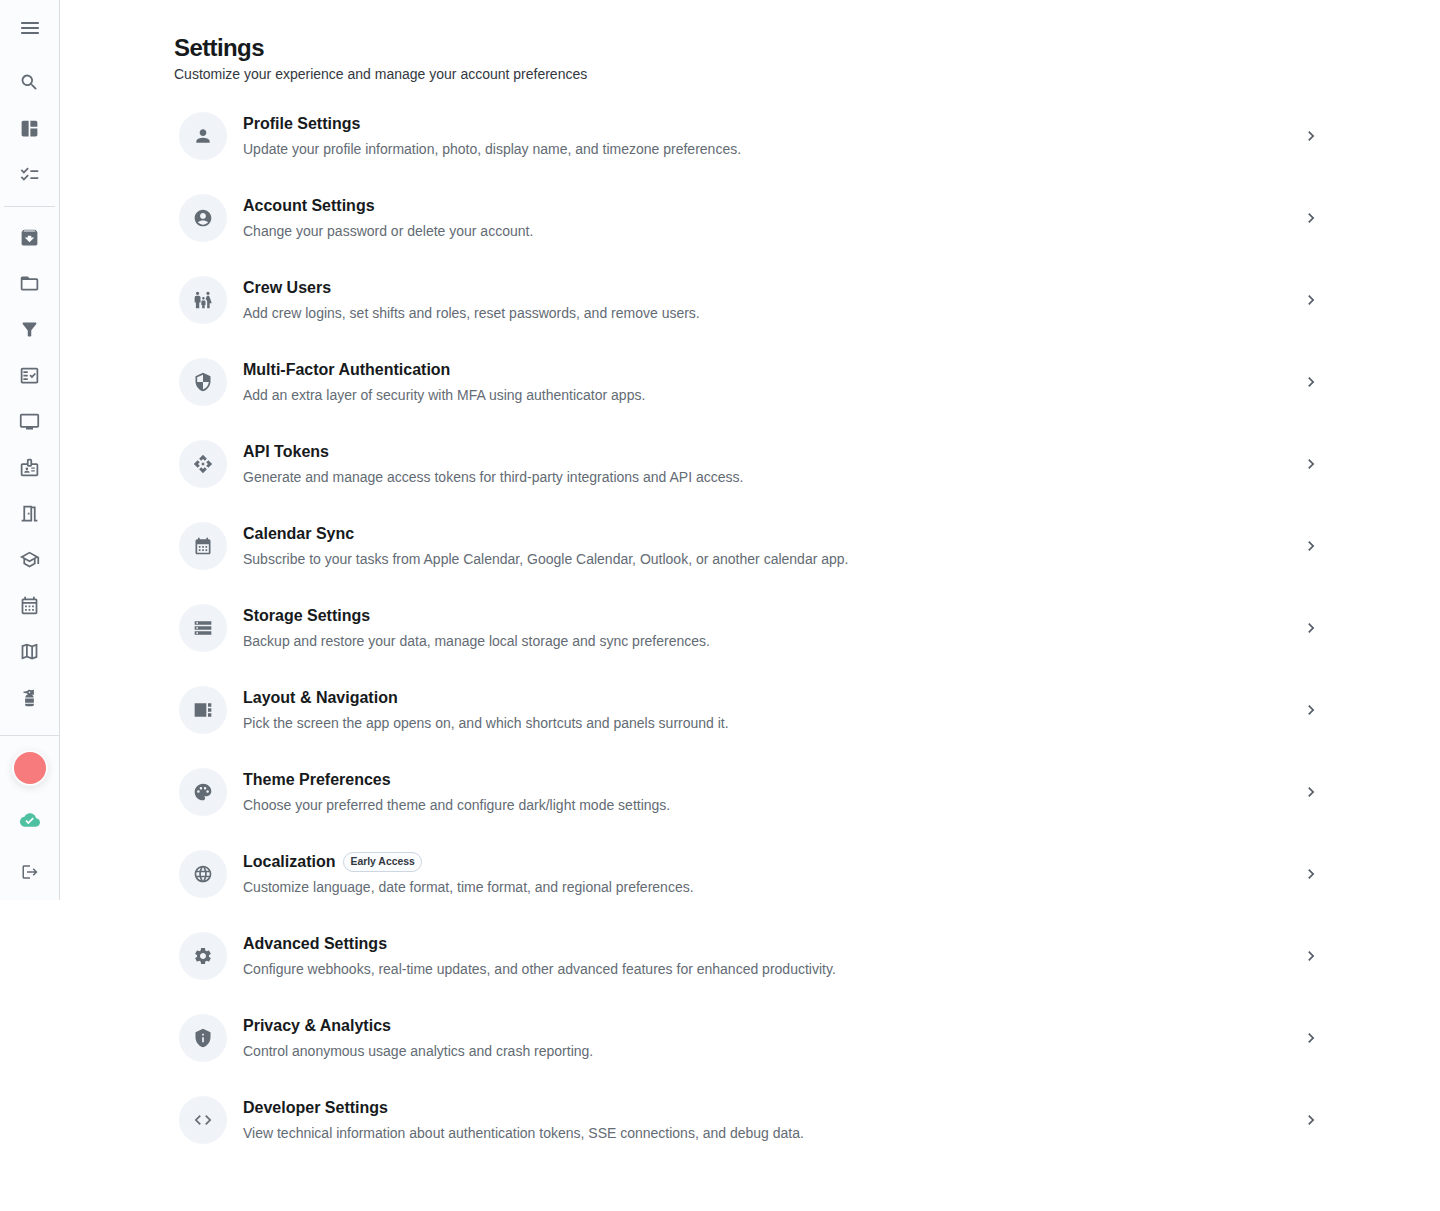 Settings
Customize your experience and manage your account preferences
Profile Settings
Update your profile information, photo, display name, and timezone preferences.
Account Settings
Change your password or delete your account.
Crew Users
Add crew logins, set shifts and roles, reset passwords, and remove users.
Multi-Factor Authentication
Add an extra layer of security with MFA using authenticator apps.
API Tokens
Generate and manage access tokens for third-party integrations and API access.
Calendar Sync
Subscribe to your tasks from Apple Calendar, Google Calendar, Outlook, or another calendar app.
Storage Settings
Backup and restore your data, manage local storage and sync preferences.
Layout & Navigation
Pick the screen the app opens on, and which shortcuts and panels surround it.
Theme Preferences
Choose your preferred theme and configure dark/light mode settings.
Localization Early Access
Customize language, date format, time format, and regional preferences.
Advanced Settings
Configure webhooks, real-time updates, and other advanced features for enhanced productivity.
Privacy & Analytics
Control anonymous usage analytics and crash reporting.
Developer Settings
View technical information about authentication tokens, SSE connections, and debug data.